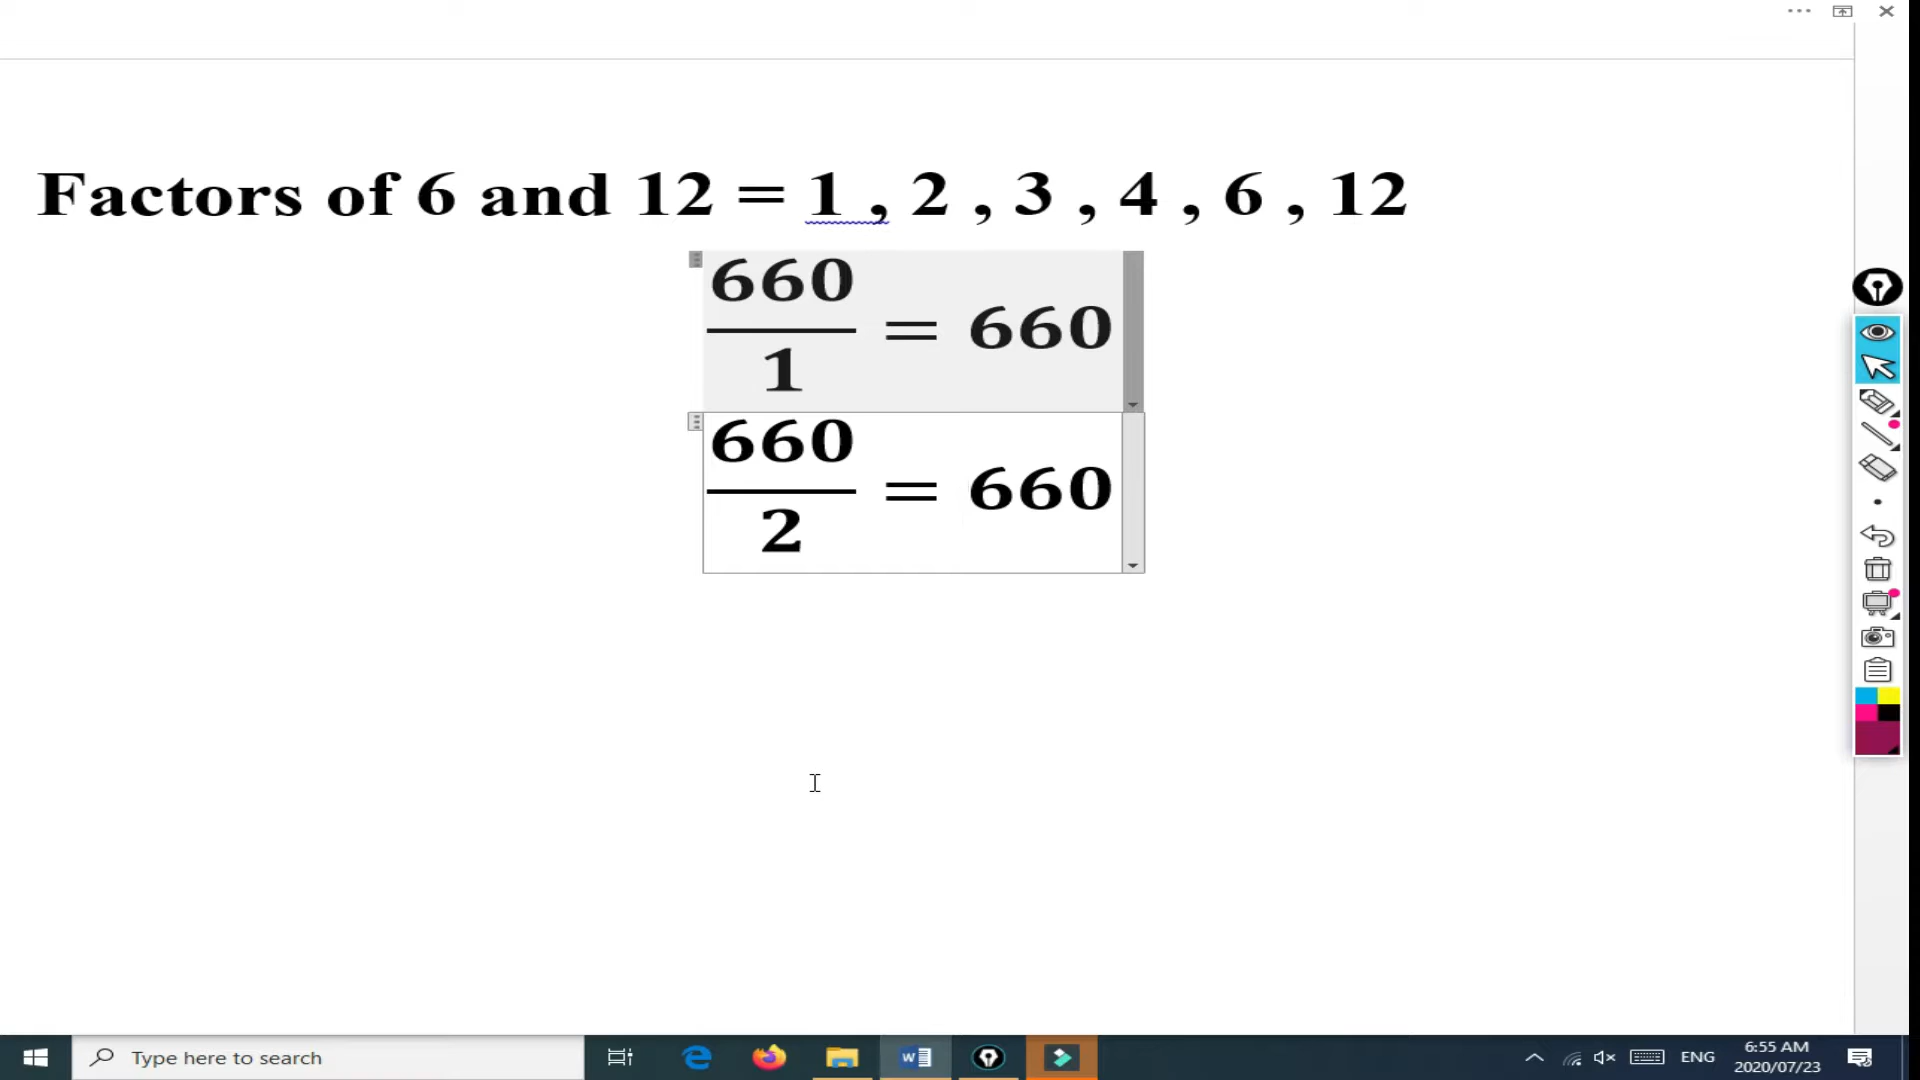 Factors of 6 and 12 = 1 , 2 , 3 , 4 , 6 , 12
660
1
= 660
660
2
= 660
Type here to search
ENG
6:55 AM
2020/07/23